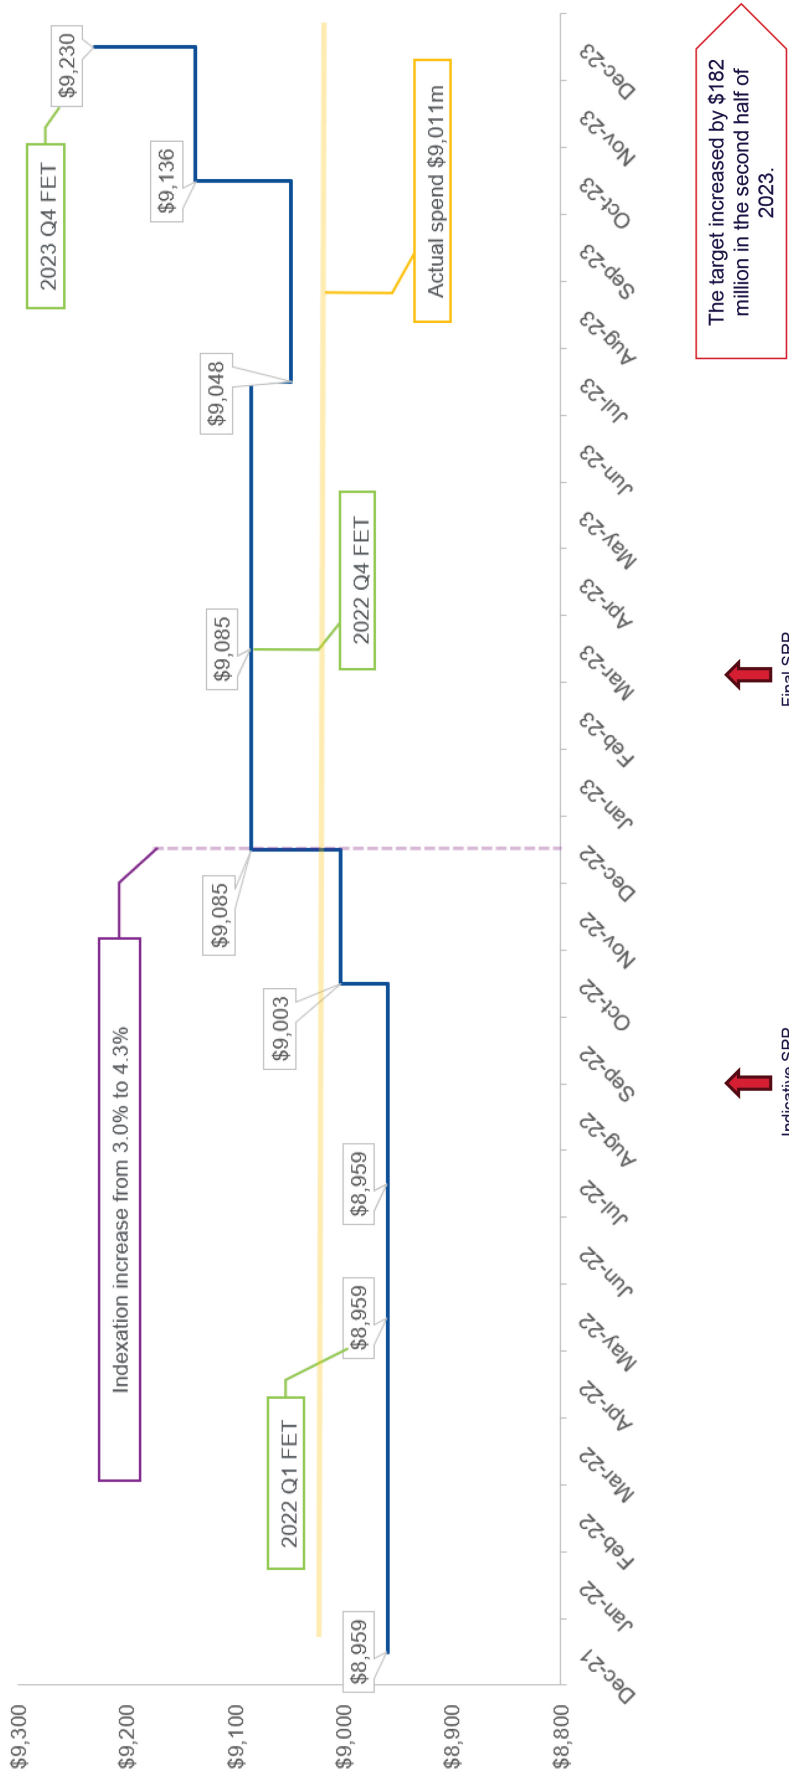 $9,300
$9,200
$9,100
$9,000
$8,900
$8,800
Dec-21
Jan-22
Feb-22
Mar-22
Apr-22
May-22
Jun-22
Jul-22
Aug-22
Sep-22
Oct-22
Nov-22
Dec-22
Jan-23
Feb-23
Mar-23
Apr-23
May-23
Jun-23
Jul-23
Aug-23
Sep-23
Oct-23
Nov-23
Dec-23
Indexation increase from 3.0% to 4.3%
2022 Q1 FET
2022 Q4 FET
2023 Q4 FET
$8,959
$8,959
$8,959
$9,003
$9,085
$9,085
$9,048
$9,136
$9,230
Actual spend $9,011m
Indicative SRP
Final SRP
The target increased by $182
million in the second half of
2023.